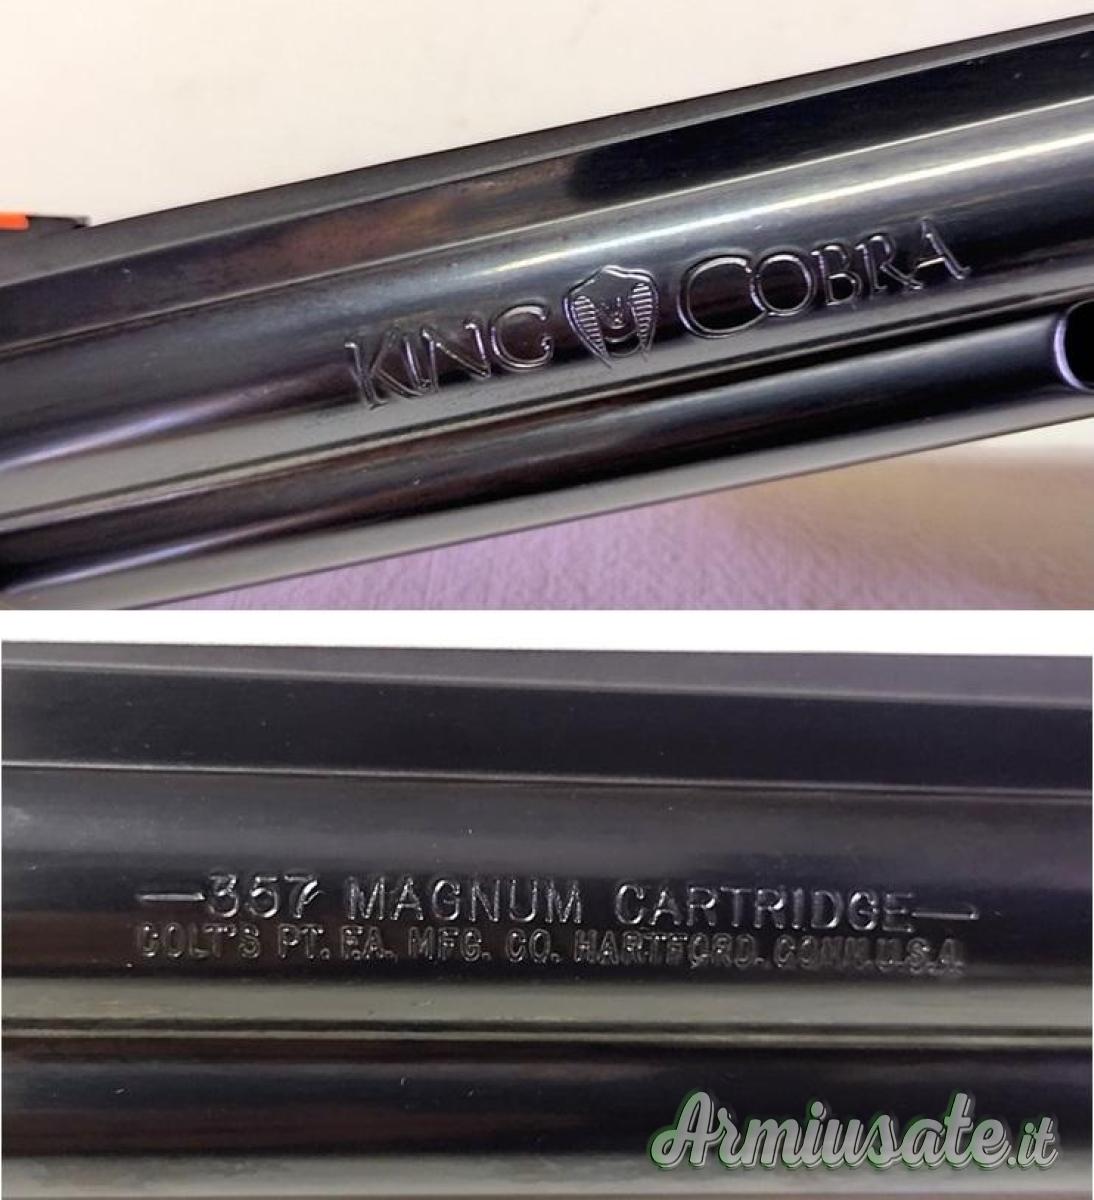 KING COBRA
—357 MAGNUM CARTRIDGE—
COLT'S PT. F.A. MFG. CO. HARTFORD. CONN. U.S.A.
Armiusate.it